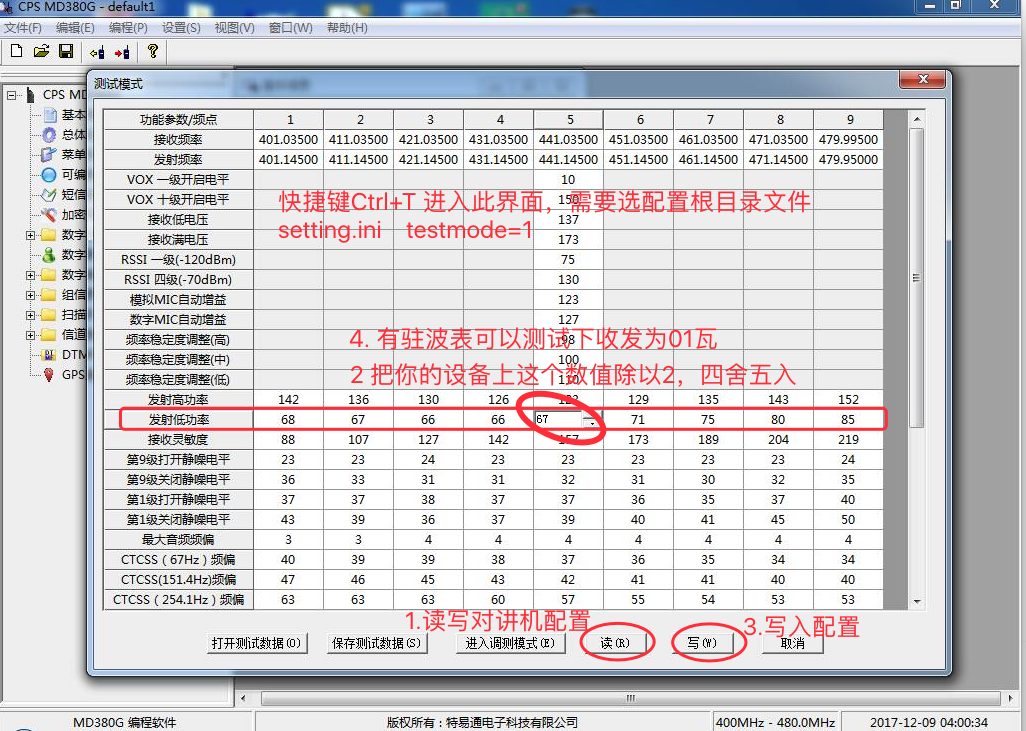 CPS MD380G - default1
文件(F) 编辑(E) 编程(P) 设置(S) 视图(V) 窗口(W) 帮助(H)
CPS MD
基本
总体
菜单
可编
短信
加密
数字
数字
数字
组信
扫描
信道
DTM
GPS
测试模式
功能参数/频点 1 2 3 4 5 6 7 8 9
接收频率 401.03500 411.03500 421.03500 431.03500 441.03500 451.03500 461.03500 471.03500 479.99500
发射频率 401.14500 411.14500 421.14500 431.14500 441.14500 451.14500 461.14500 471.14500 479.95000
VOX 一级开启电平 10
VOX 十级开启电平 150
快捷键Ctrl+T 进入此界面，需要选配置根目录文件
接收低电压 137
setting.ini testmode=1
接收满电压 173
RSSI 一级(-120dBm) 75
RSSI 四级(-70dBm) 130
模拟MIC自动增益 123
数字MIC自动增益 127
频率稳定度调整(高) 98
4. 有驻波表可以测试下收发为01瓦
频率稳定度调整(中) 100
2 把你的设备上这个数值除以2，四舍五入
频率稳定度调整(低) 110
发射高功率 142 136 130 126 123 129 135 143 152
发射低功率 68 67 66 66 67 71 75 80 85
接收灵敏度 88 107 127 142 157 173 189 204 219
第9级打开静噪电平 23 23 24 23 23 23 23 23 24
第9级关闭静噪电平 36 33 31 31 32 31 30 32 35
第1级打开静噪电平 37 37 38 37 37 36 35 37 40
第1级关闭静噪电平 43 39 36 37 39 40 41 45 50
最大音频频偏 3 3 4 4 4 4 4 4 4
CTCSS ( 67Hz ) 频偏 40 39 39 38 37 36 35 34 34
CTCSS(151.4Hz)频偏 47 46 45 43 42 41 41 40 40
CTCSS ( 254.1Hz ) 频偏 63 63 63 60 57 55 54 53 53
1.读写对讲机配置
3.写入配置
打开测试数据(O) 保存测试数据(S) 进入调测模式(E) 读(R) 写(W) 取消
MD380G 编程软件 版权所有：特易通电子科技有限公司 400MHz - 480.0MHz 2017-12-09 04:00:34